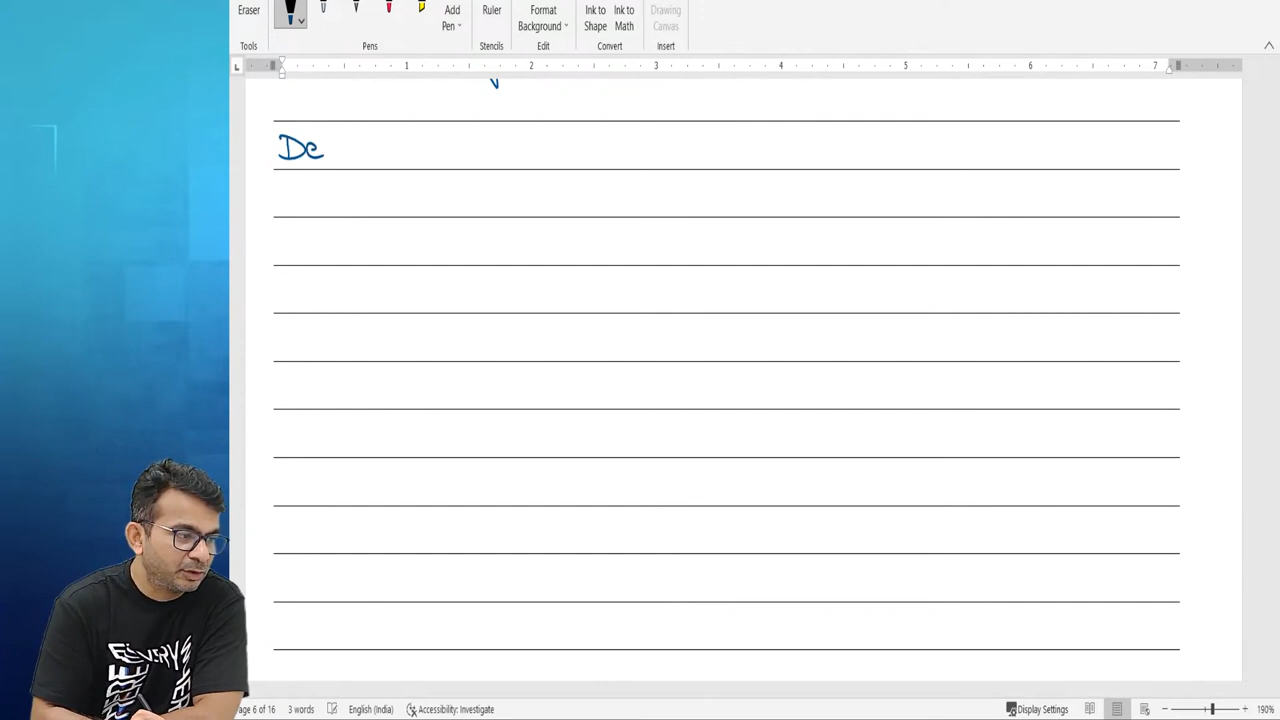 Eraser
Add Pen
Ruler
Format Background
Ink to Shape
Ink to Math
Drawing Canvas
Tools
Pens
Stencils
Edit
Convert
Insert
1 2 3 4 5 6 7
De
Page 6 of 16
3 words
English (India)
Accessibility: Investigate
Display Settings
190%